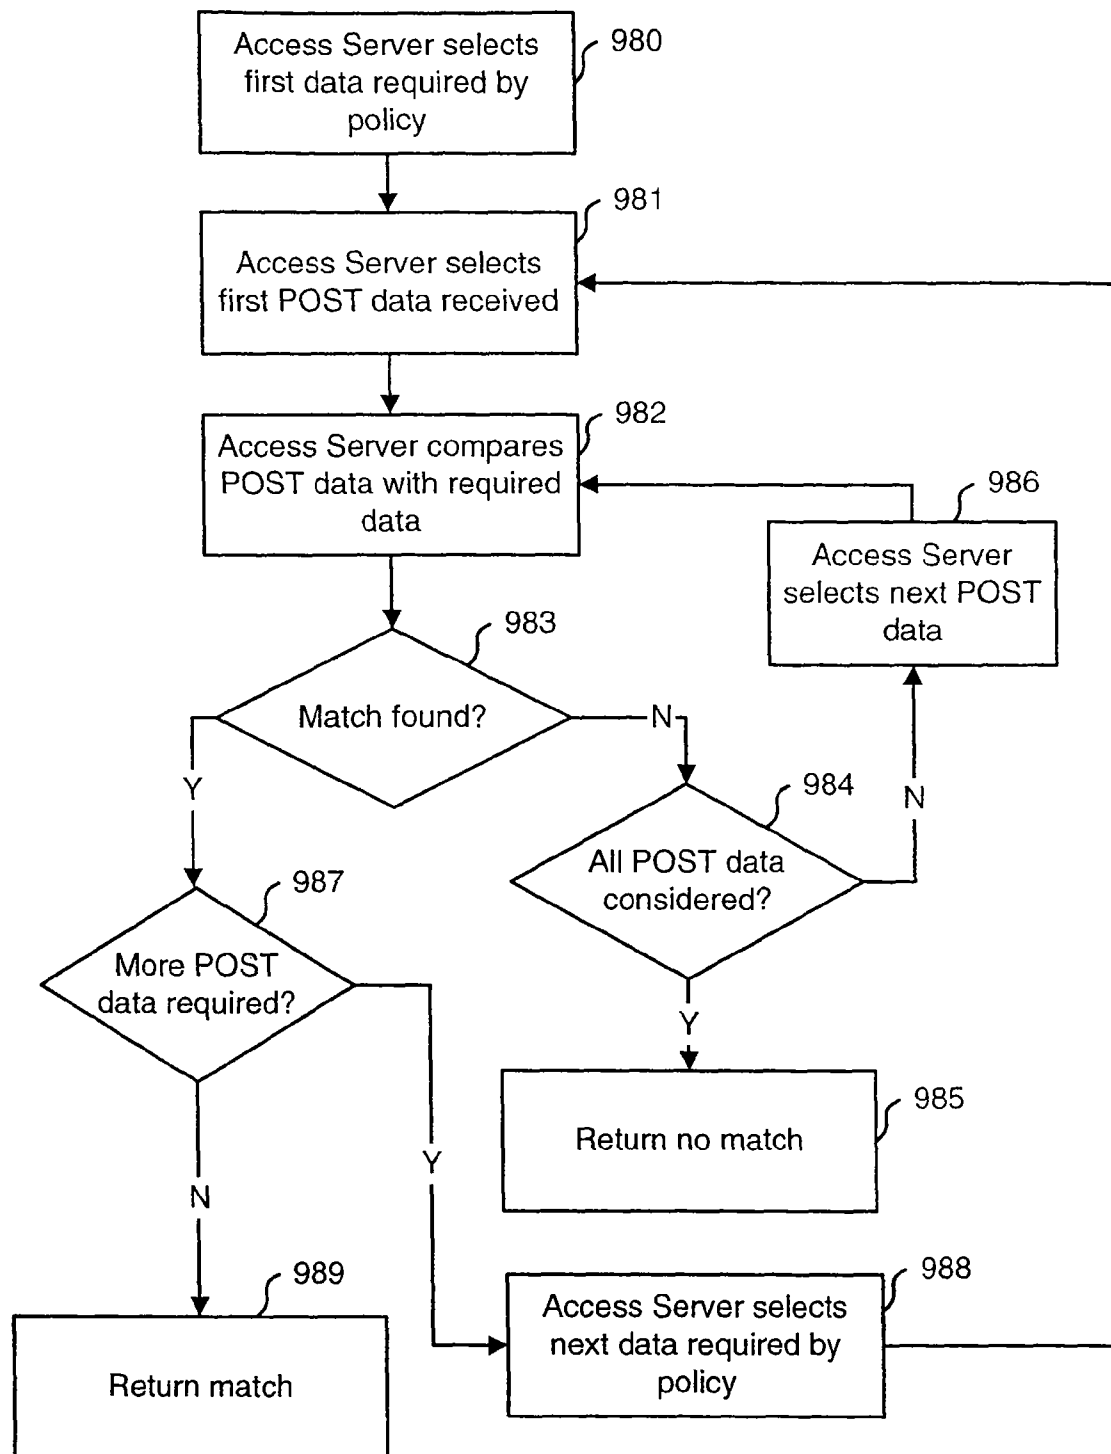 Access Server selects
first data required by
policy
980
981
Access Server selects
first POST data received
982
Access Server compares
POST data with required
data
986
Access Server
selects next POST
data
983
Match found?
N
Y
984
All POST data
considered?
N
987
More POST
data required?
Y
985
Return no match
Y
N
989
Return match
988
Access Server selects
next data required by
policy